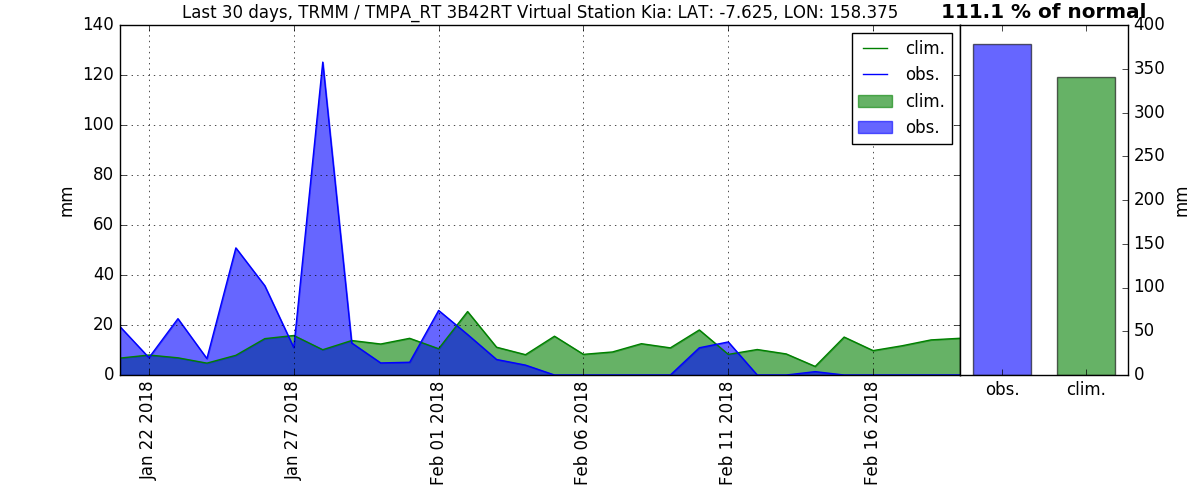 Last 30 days, TRMM / TMPA_RT 3B42RT Virtual Station Kia: LAT: -7.625, LON: 158.375
111.1 % of normal
140
120
100
80
60
40
20
0
mm
clim.
obs.
clim.
obs.
Jan 22 2018
Jan 27 2018
Feb 01 2018
Feb 06 2018
Feb 11 2018
Feb 16 2018
400
350
300
250
200
150
100
50
0
mm
obs.
clim.